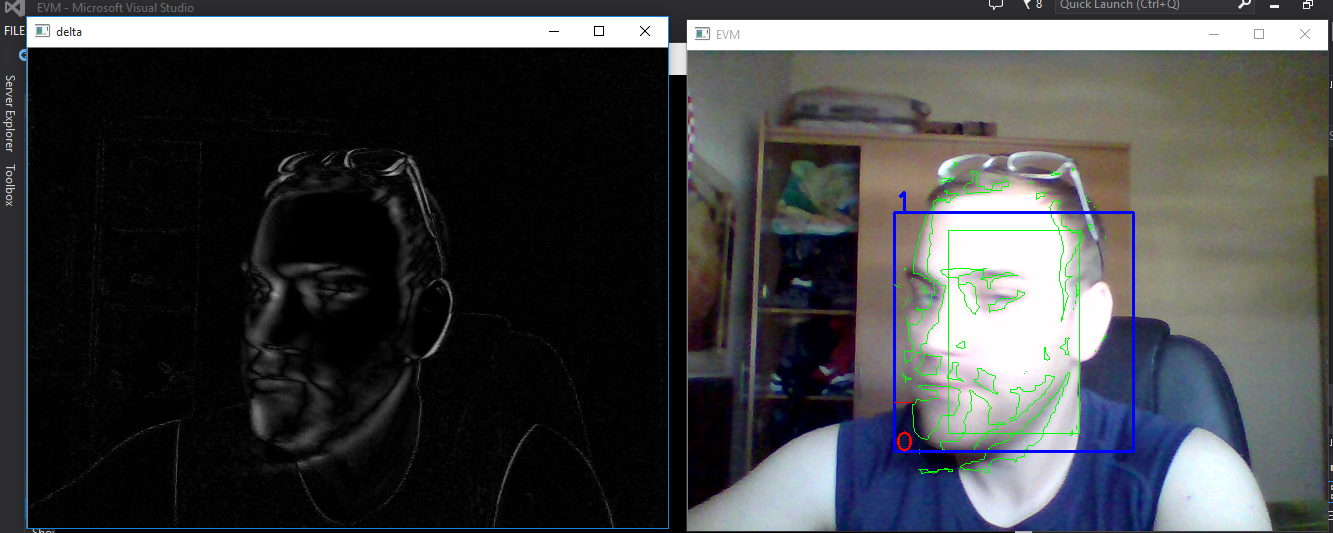 EVM - Microsoft Visual Studio
8
Quick Launch (Ctrl+Q)
FILE
delta
EVM
Server Explorer
Toolbox
1
0